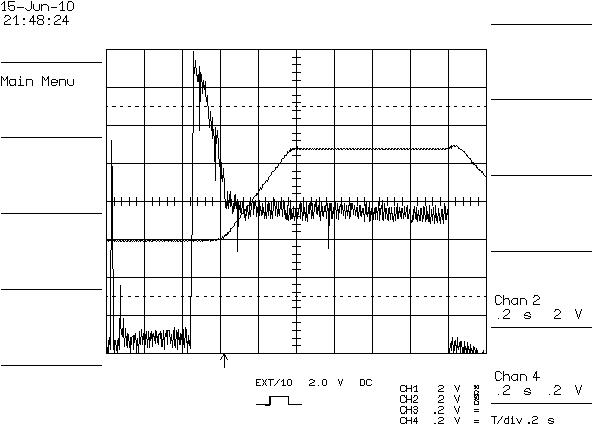 15-Jun-10
21:48:24
Main Menu
Chan 2
.2 s 2 V
Chan 4
.2 s .2 V
EXT/10 2.0 V DC
CH1 2 V
CH2 2 V
CH3 .2 V =
CH4 .2 V =
T/div .2 s